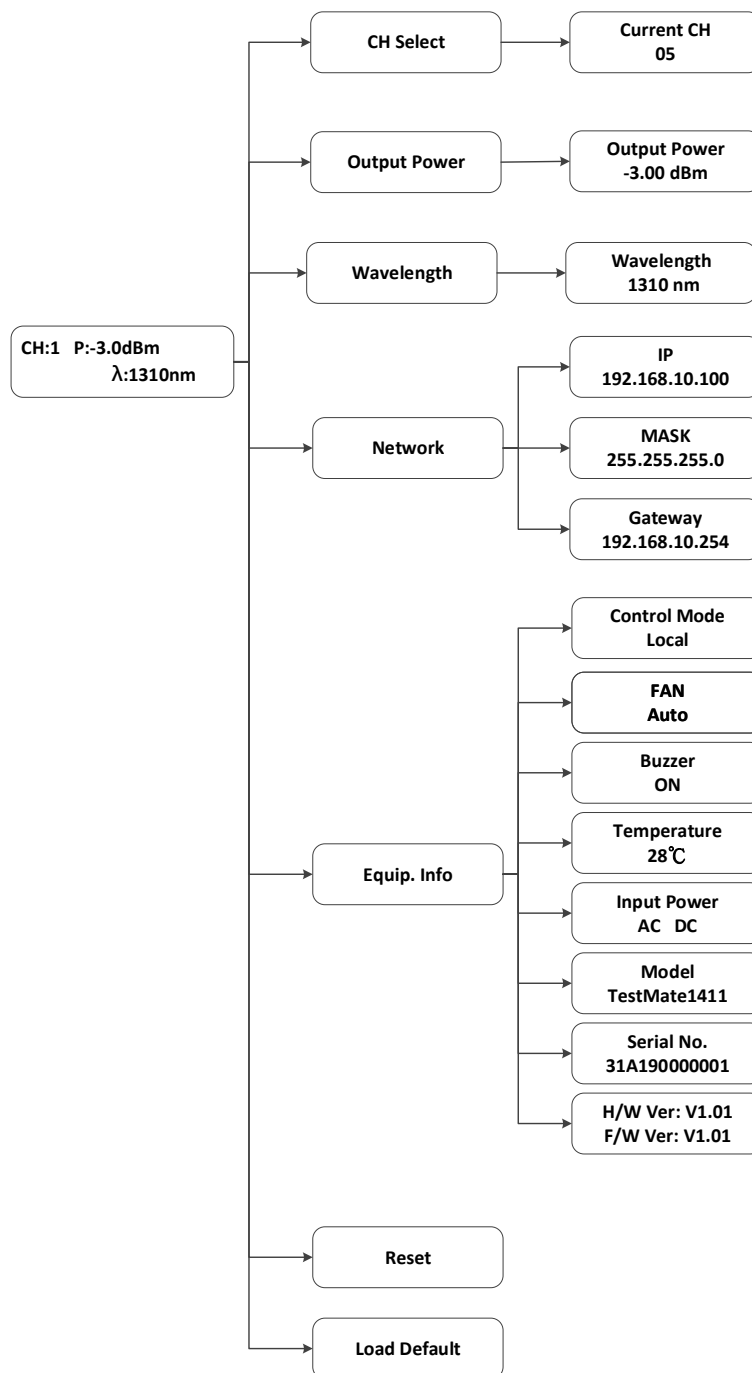 CH Select
Current CH
05
Output Power
Output Power
-3.00 dBm
Wavelength
Wavelength
1310 nm
CH:1 P:-3.0dBm
λ:1310nm
Network
IP
192.168.10.100
MASK
255.255.255.0
Gateway
192.168.10.254
Equip. Info
Control Mode
Local
FAN
Auto
Buzzer
ON
Temperature
28℃
Input Power
AC DC
Model
TestMate1411
Serial No.
31A190000001
H/W Ver: V1.01
F/W Ver: V1.01
Reset
Load Default